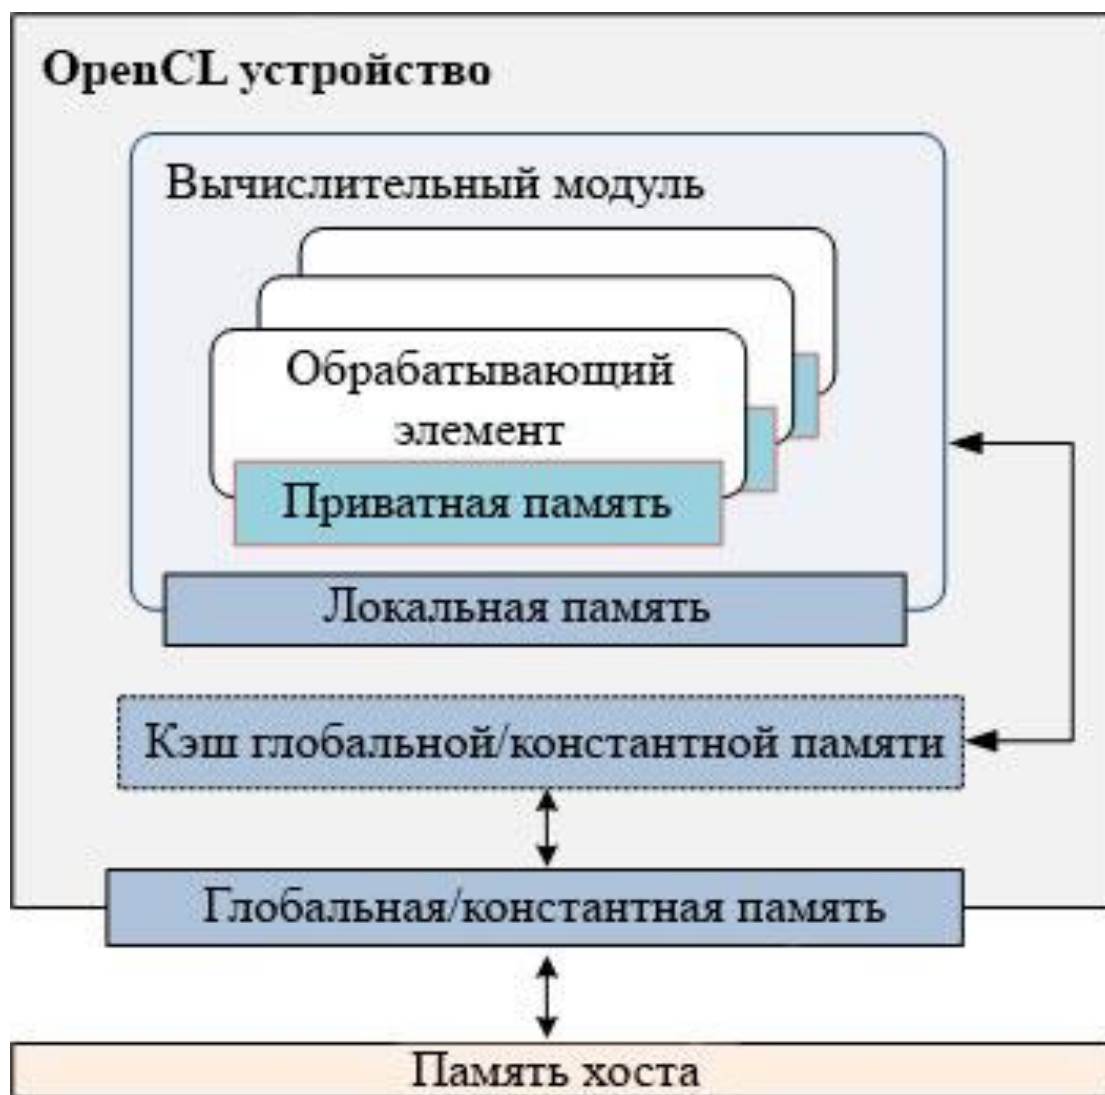 OpenCL устройство
Вычислительный модуль
Обрабатывающий
элемент
Приватная память
Локальная память
Кэш глобальной/константной памяти
Глобальная/константная память
Память хоста